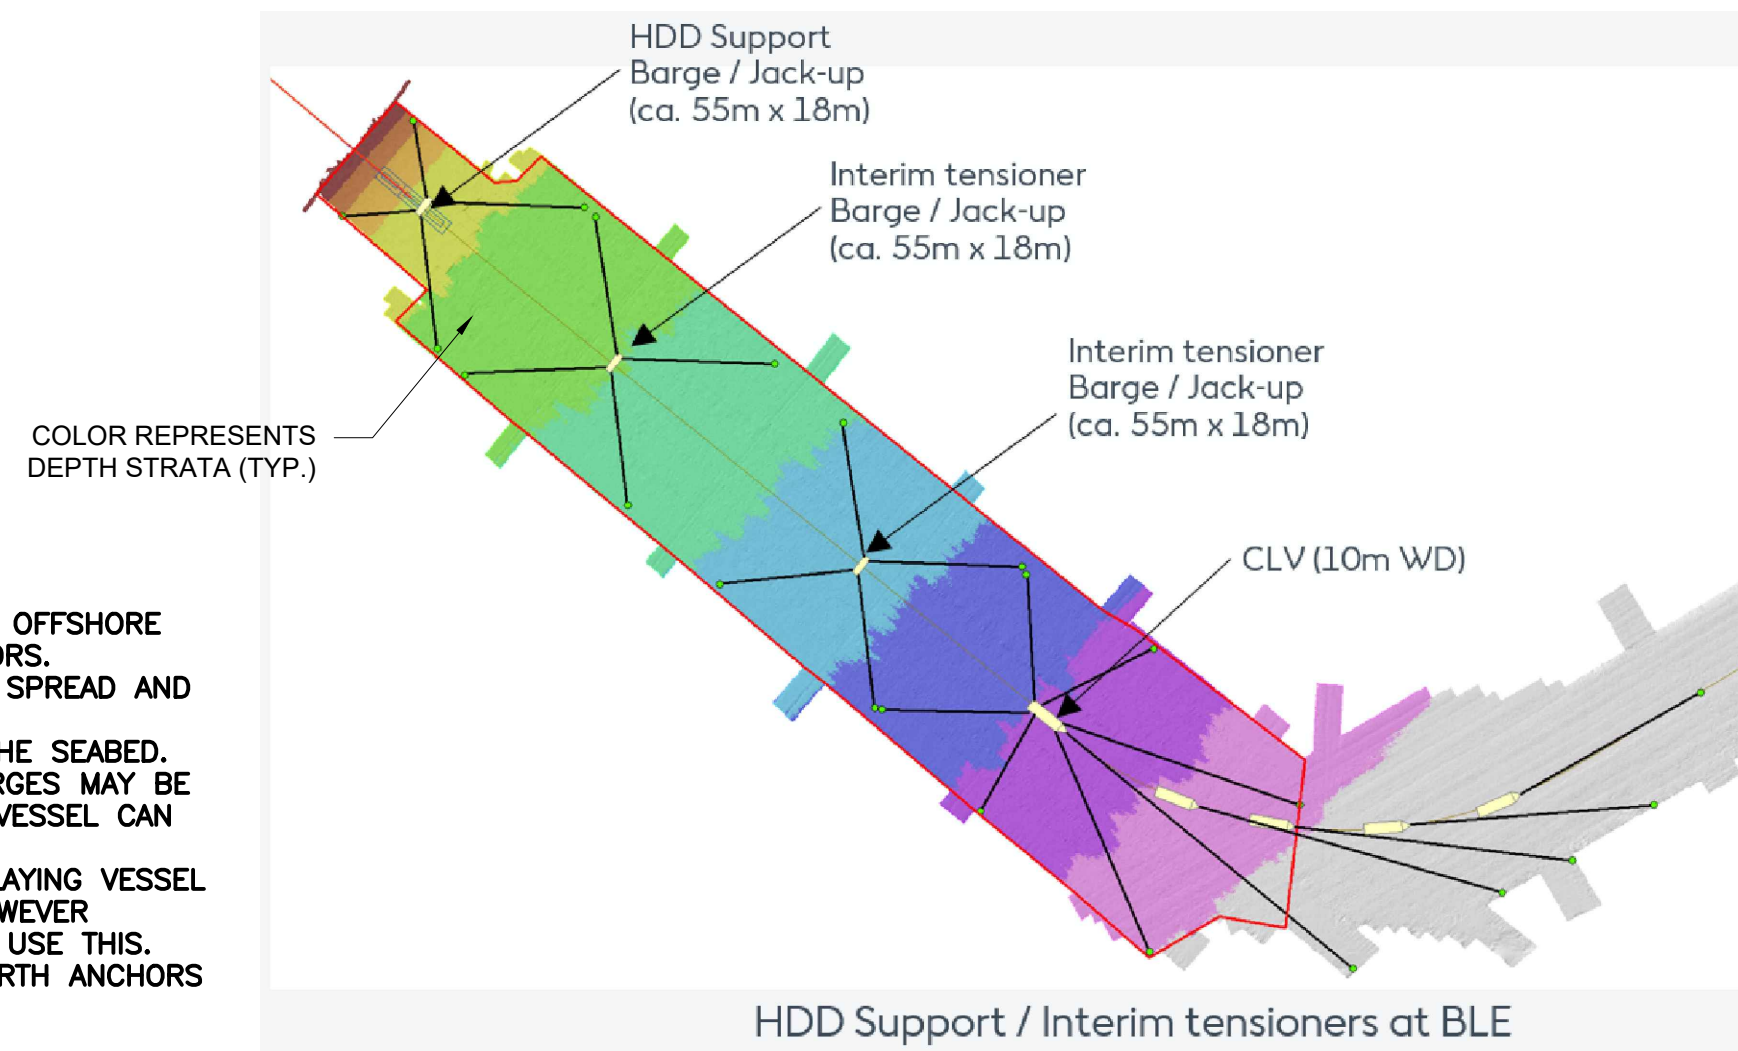 HDD Support
Barge / Jack-up
(ca. 55m x 18m)
Interim tensioner
Barge / Jack-up
(ca. 55m x 18m)
Interim tensioner
Barge / Jack-up
(ca. 55m x 18m)
COLOR REPRESENTS
DEPTH STRATA (TYP.)
CLV (10m WD)
OFFSHORE
ORS.
SPREAD AND
HE SEABED.
RGES MAY BE
VESSEL CAN
LAYING VESSEL
WEVER
USE THIS.
RTH ANCHORS
HDD Support / Interim tensioners at BLE